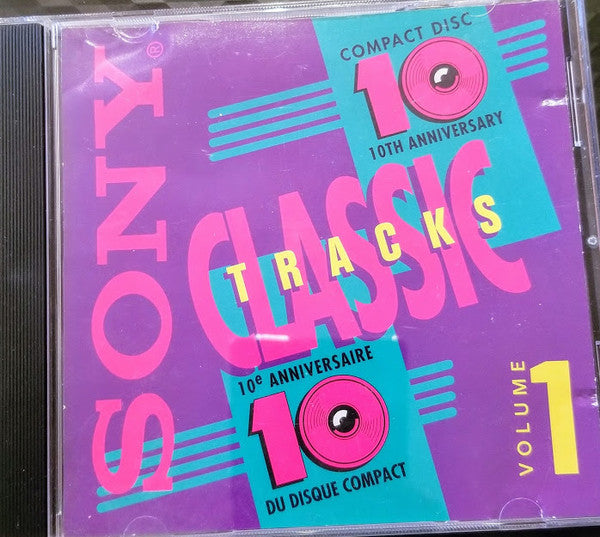 SONY®
COMPACT DISC
10
10TH ANNIVERSARY
CLASSIC
TRACKS
10e ANNIVERSAIRE
10
DU DISQUE COMPACT
VOLUME 1